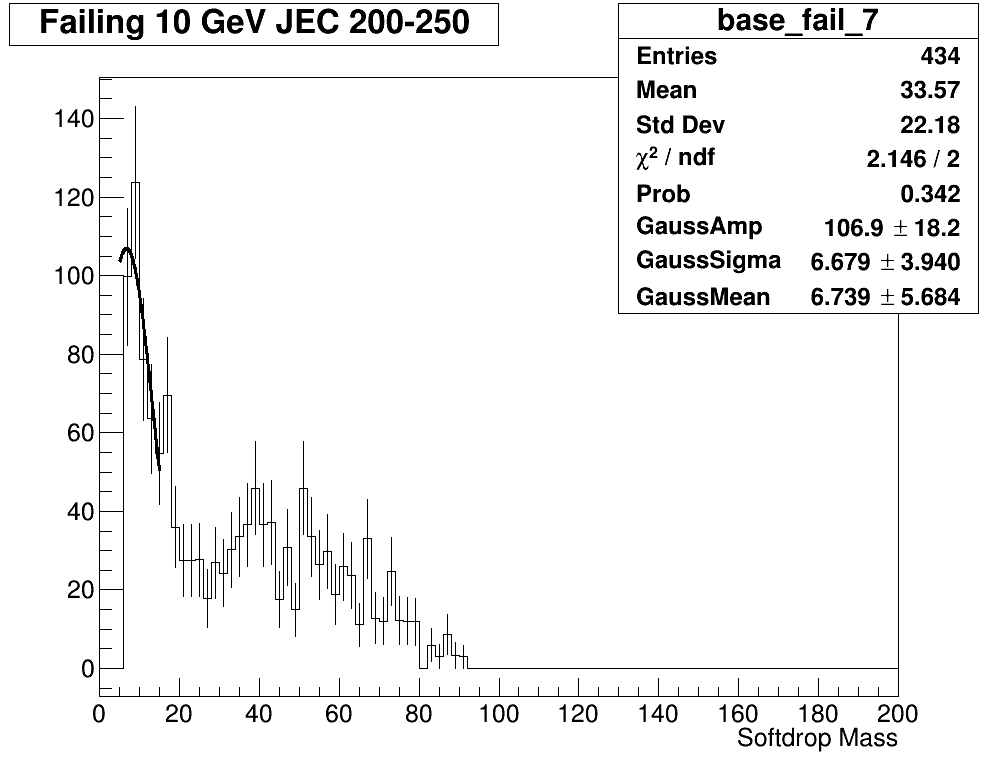 Failing 10 GeV JEC 200-250
base_fail_7
Entries 434
Mean 33.57
Std Dev 22.18
χ² / ndf 2.146 / 2
Prob 0.342
GaussAmp 106.9 ± 18.2
GaussSigma 6.679 ± 3.940
GaussMean 6.739 ± 5.684
140
120
100
80
60
40
20
0
0 20 40 60 80 100 120 140 160 180 200
Softdrop Mass